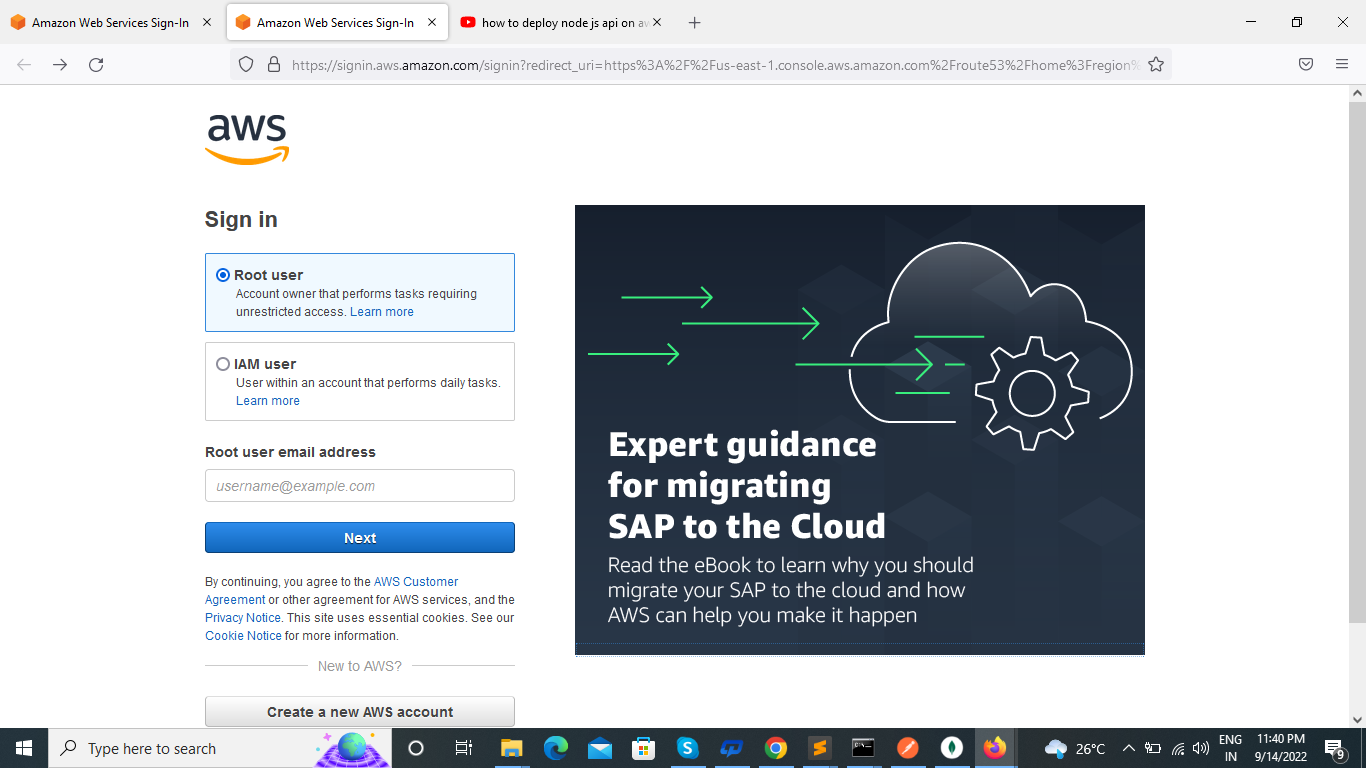 Amazon Web Services Sign-In
Amazon Web Services Sign-In
how to deploy node js api on aw
https://signin.aws.amazon.com/signin?redirect_uri=https%3A%2F%2Fus-east-1.console.aws.amazon.com%2Froute53%2Fhome%3Fregion%
aws
Sign in
Root user
Account owner that performs tasks requiring
unrestricted access. Learn more
IAM user
User within an account that performs daily tasks.
Learn more
Root user email address
username@example.com
Next
By continuing, you agree to the AWS Customer
Agreement or other agreement for AWS services, and the
Privacy Notice. This site uses essential cookies. See our
Cookie Notice for more information.
New to AWS?
Create a new AWS account
Expert guidance
for migrating
SAP to the Cloud
Read the eBook to learn why you should
migrate your SAP to the cloud and how
AWS can help you make it happen
Type here to search
26°C
ENG
IN
11:40 PM
9/14/2022
9